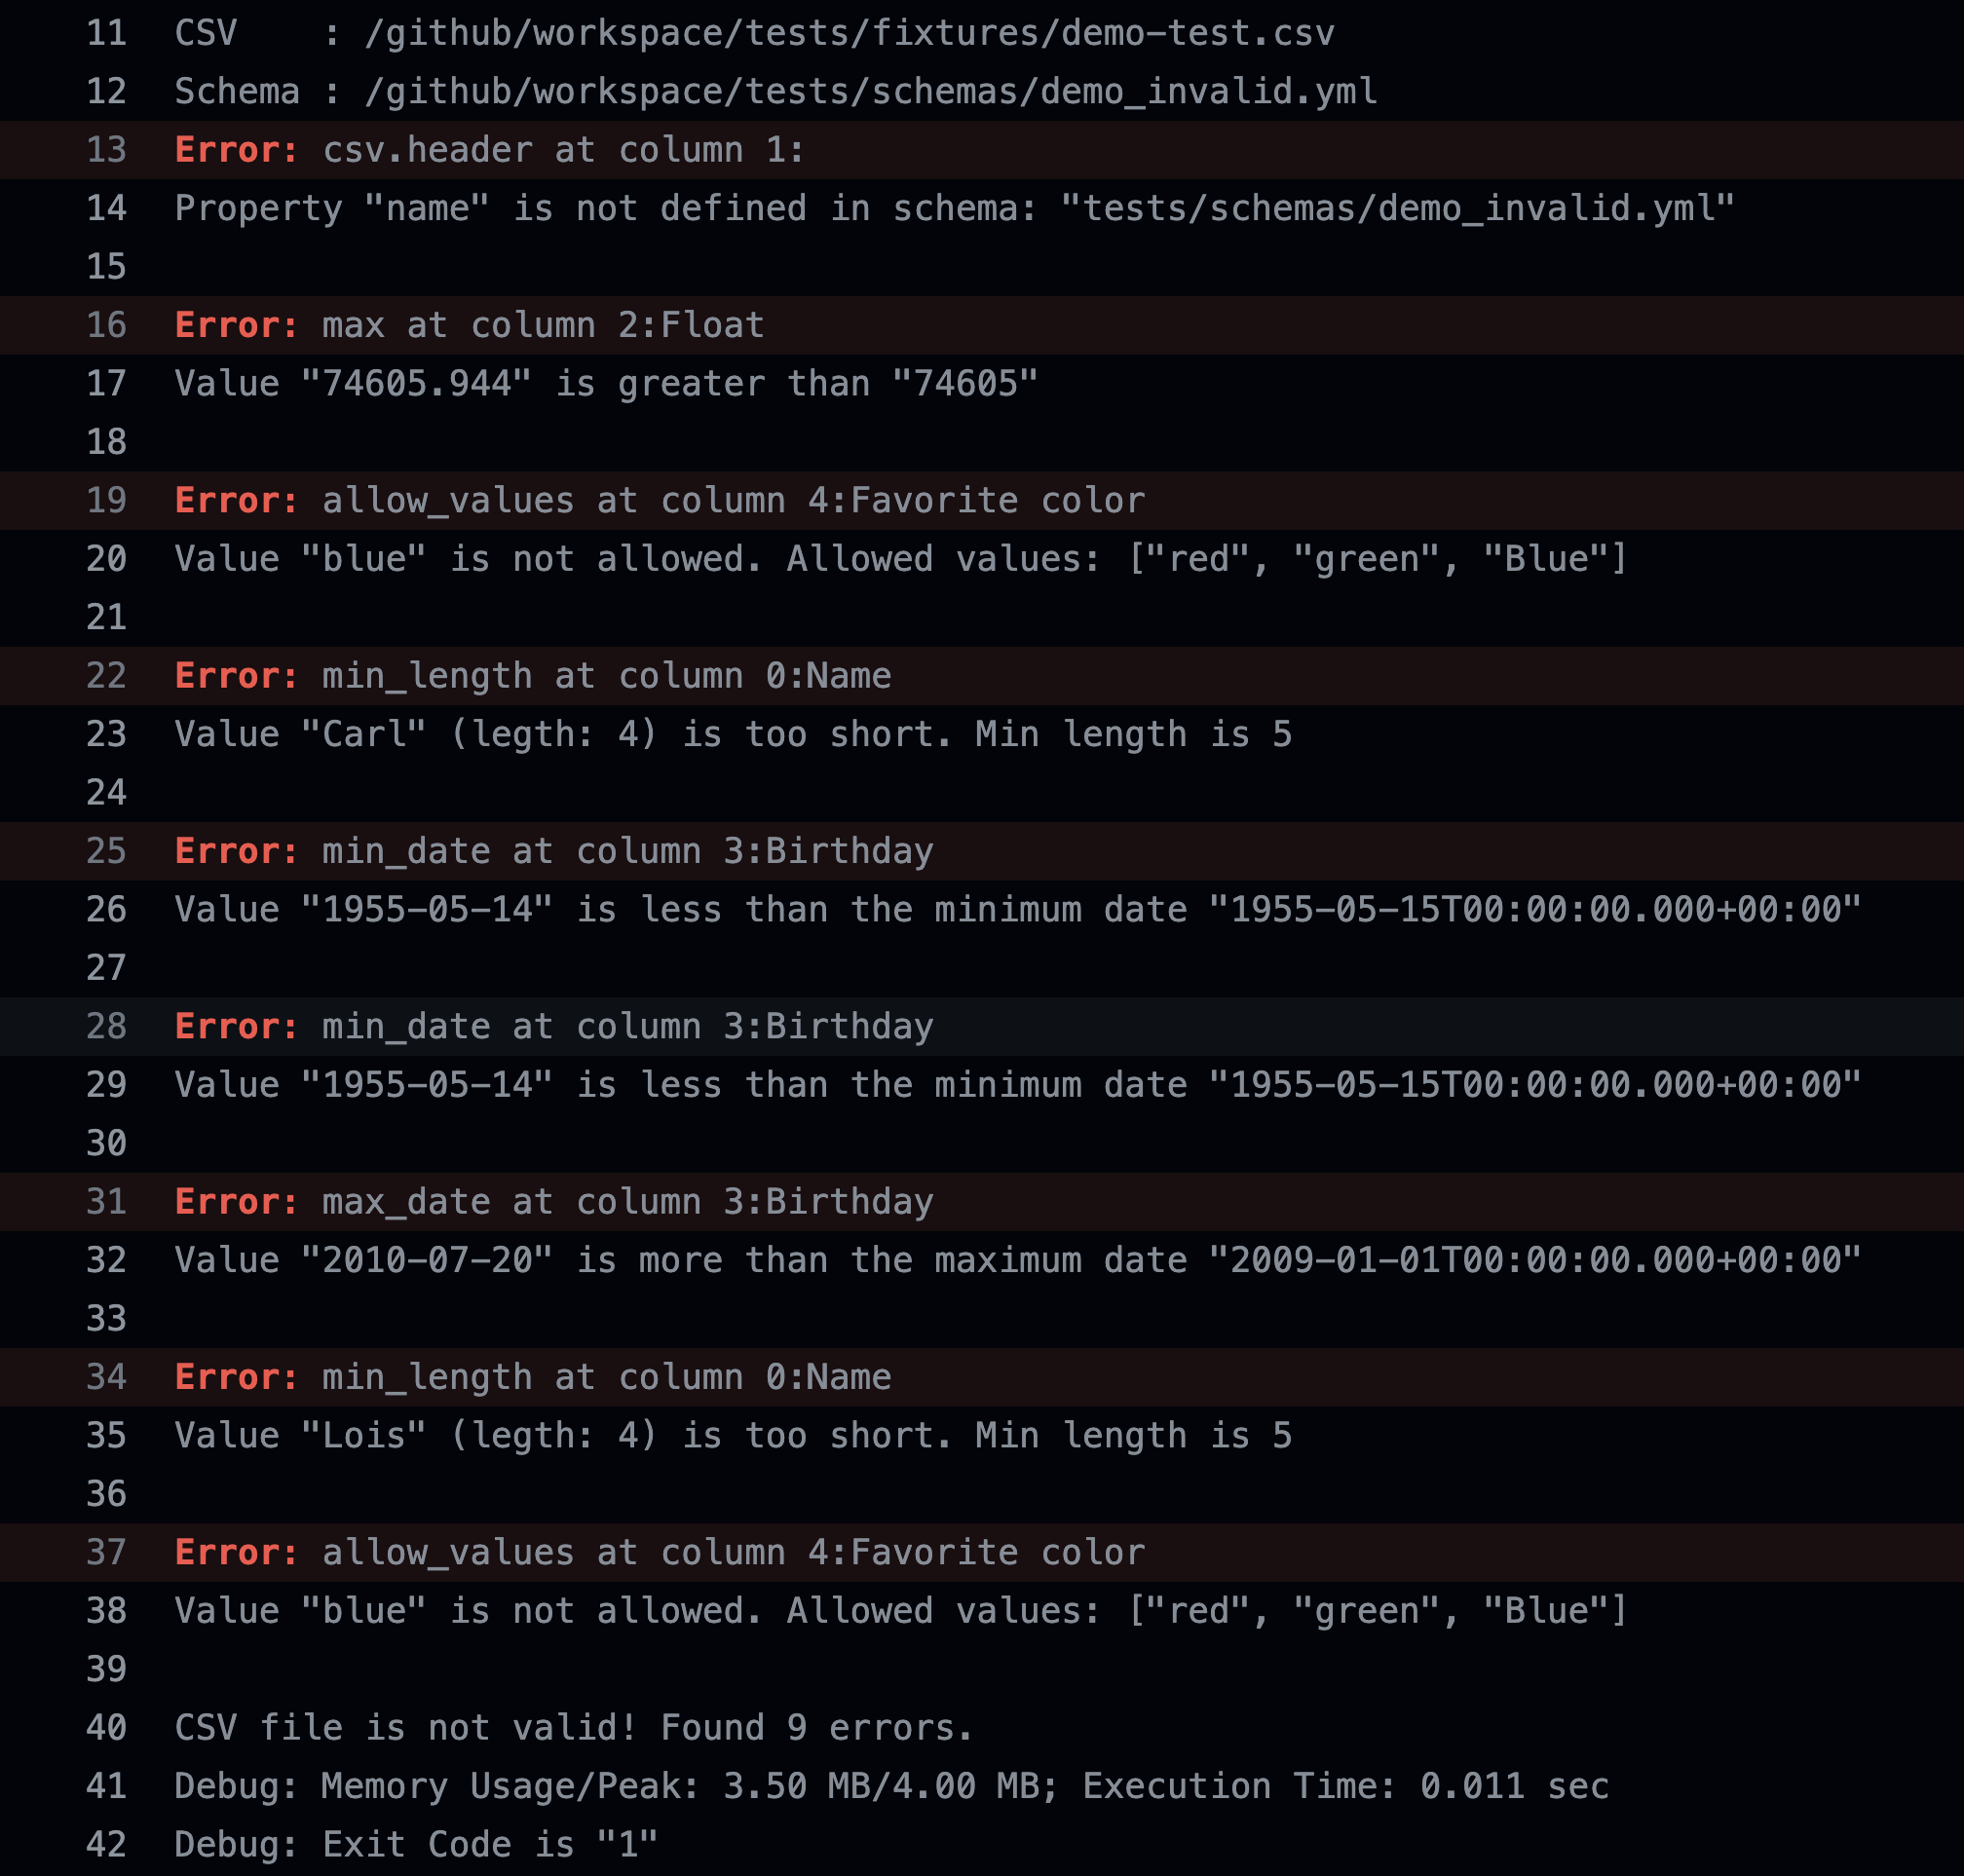 11 CSV    : /github/workspace/tests/fixtures/demo-test.csv
12 Schema : /github/workspace/tests/schemas/demo_invalid.yml
13 Error: csv.header at column 1:
14 Property "name" is not defined in schema: "tests/schemas/demo_invalid.yml"
15
16 Error: max at column 2:Float
17 Value "74605.944" is greater than "74605"
18
19 Error: allow_values at column 4:Favorite color
20 Value "blue" is not allowed. Allowed values: ["red", "green", "Blue"]
21
22 Error: min_length at column 0:Name
23 Value "Carl" (legth: 4) is too short. Min length is 5
24
25 Error: min_date at column 3:Birthday
26 Value "1955-05-14" is less than the minimum date "1955-05-15T00:00:00.000+00:00"
27
28 Error: min_date at column 3:Birthday
29 Value "1955-05-14" is less than the minimum date "1955-05-15T00:00:00.000+00:00"
30
31 Error: max_date at column 3:Birthday
32 Value "2010-07-20" is more than the maximum date "2009-01-01T00:00:00.000+00:00"
33
34 Error: min_length at column 0:Name
35 Value "Lois" (legth: 4) is too short. Min length is 5
36
37 Error: allow_values at column 4:Favorite color
38 Value "blue" is not allowed. Allowed values: ["red", "green", "Blue"]
39
40 CSV file is not valid! Found 9 errors.
41 Debug: Memory Usage/Peak: 3.50 MB/4.00 MB; Execution Time: 0.011 sec
42 Debug: Exit Code is "1"